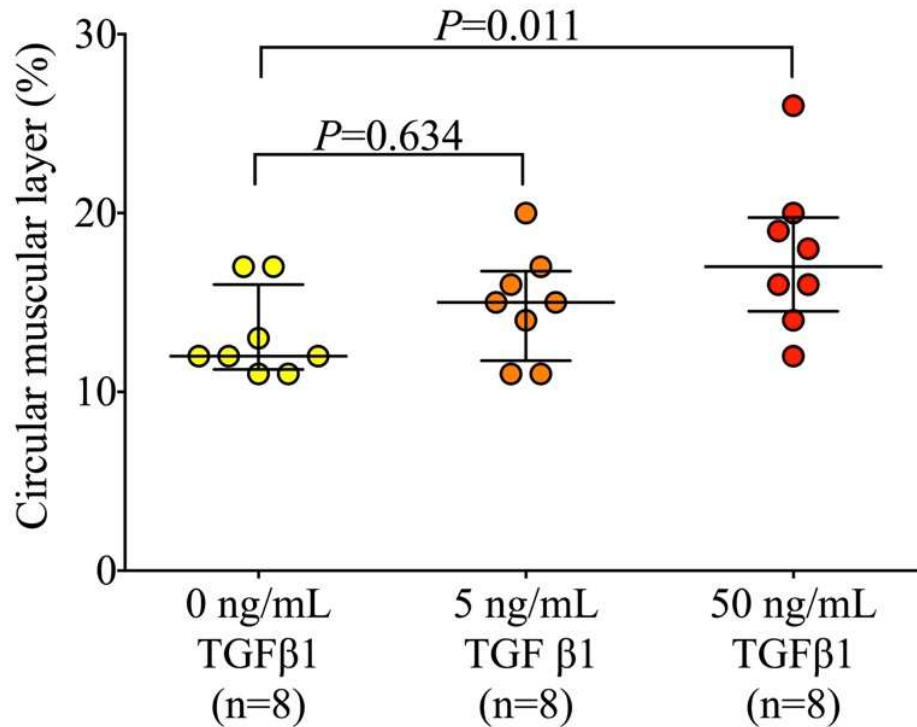 Circular muscular layer (%)
30
20
10
0
P=0.011
P=0.634
0 ng/mL
TGFβ1
(n=8)
5 ng/mL
TGF β1
(n=8)
50 ng/mL
TGFβ1
(n=8)